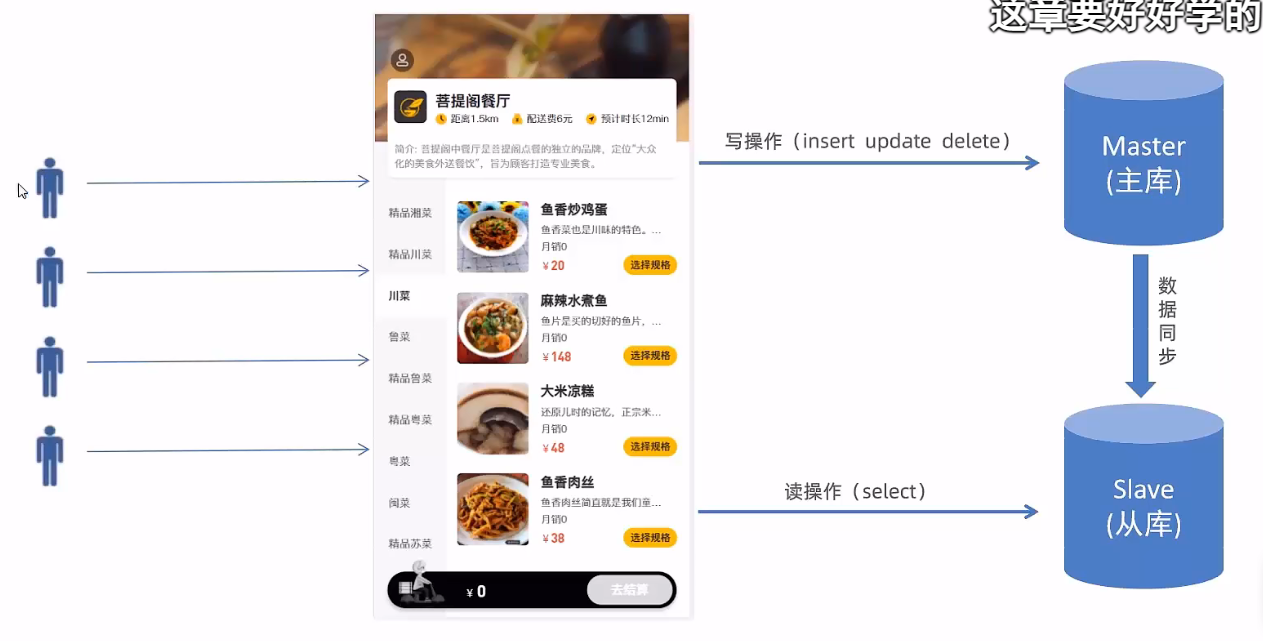 这章要好好学的
菩提阁餐厅
距离1.5km 配送费6元 预计时长12min
简介: 菩提阁中餐厅是菩提阁点餐的独立的品牌，定位“大众
化的美食外送餐饮”，旨为顾客打造专业美食。
精品湘菜
精品川菜
川菜
鲁菜
精品鲁菜
精品粤菜
粤菜
闽菜
精品苏菜
鱼香炒鸡蛋
鱼香菜也是川味的特色。...
月销0
¥20
选择规格
麻辣水煮鱼
鱼片是买的切好的鱼片，...
月销0
¥148
选择规格
大米凉糕
还原儿时的记忆，正宗米...
月销0
¥48
选择规格
鱼香肉丝
鱼香肉丝简直就是我们童...
月销0
¥38
选择规格
¥ 0
去结算
写操作（insert update delete）
Master
(主库)
数
据
同
步
读操作（select）
Slave
(从库)